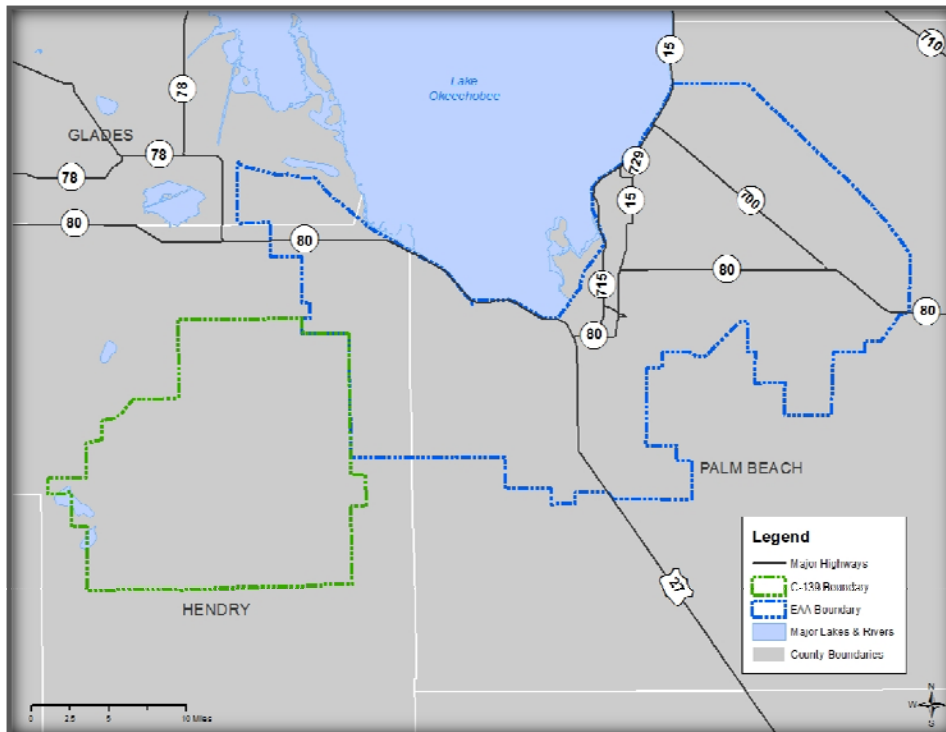 15
710
78
Lake
Okeechobee
GLADES
78
729
78
15
700
80
80
80
715
80
80
PALM BEACH
27
HENDRY
Legend
Major Highways
C-139 Boundary
EAA Boundary
Major Lakes & Rivers
County Boundaries
N
W
E
S
0 2.5 5 10 Miles